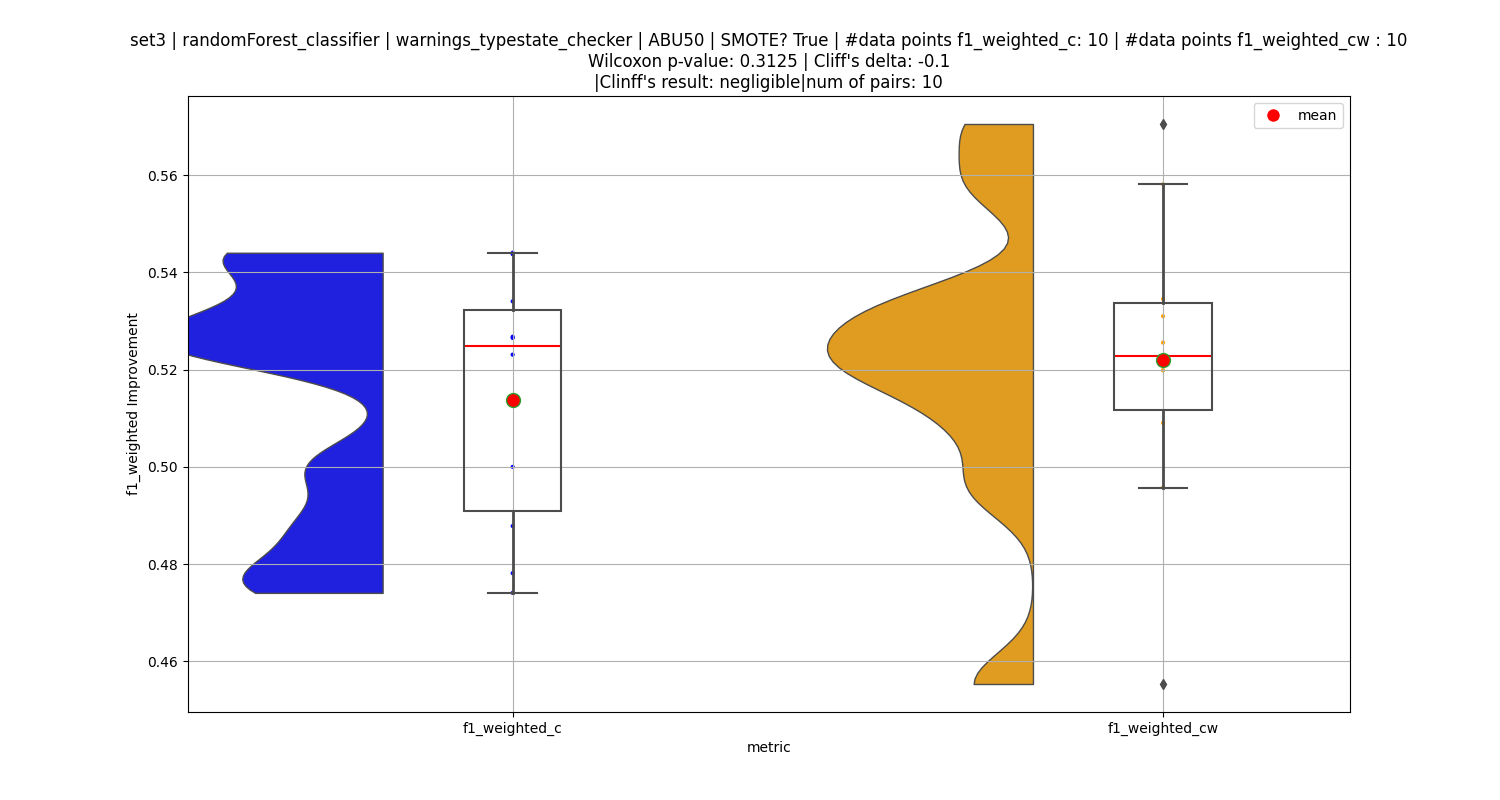 set3 | randomForest_classifier | warnings_typestate_checker | ABU50 | SMOTE? True | #data points f1_weighted_c: 10 | #data points f1_weighted_cw : 10
Wilcoxon p-value: 0.3125 | Cliff's delta: -0.1
|Clinff's result: negligible|num of pairs: 10
mean
0.56
0.54
0.52
0.50
0.48
0.46
f1_weighted Improvement
f1_weighted_c
f1_weighted_cw
metric